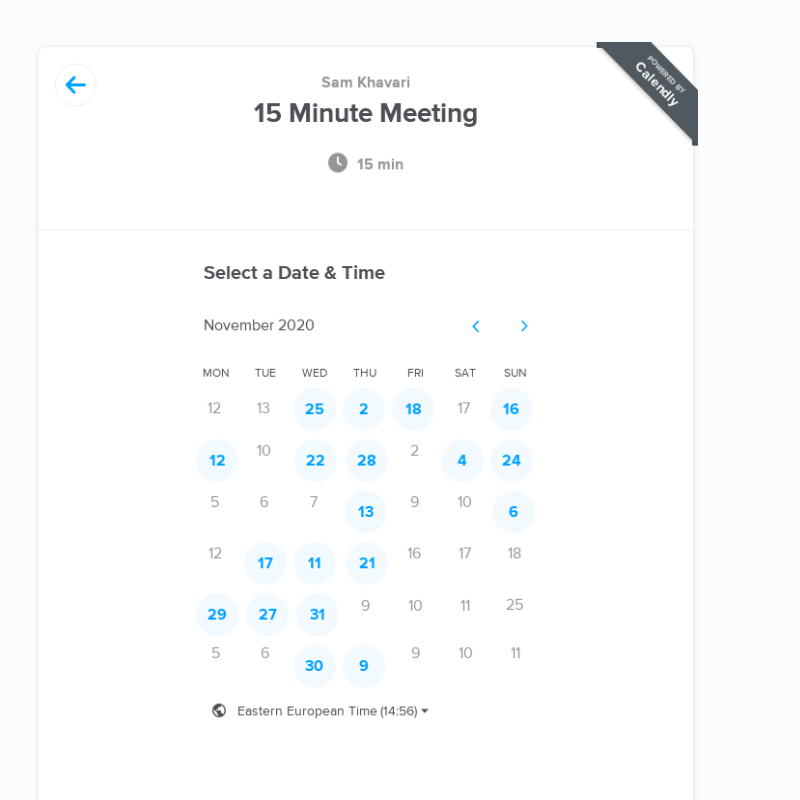 POWERED BY
Calendly
Sam Khavari
15 Minute Meeting
15 min
Select a Date & Time
November 2020
MON TUE WED THU FRI SAT SUN
12 13 25 2 18 17 16
12 10 22 28 2 4 24
5 6 7 13 9 10 6
12 17 11 21 16 17 18
29 27 31 9 10 11 25
5 6 30 9 9 10 11
Eastern European Time (14:56)